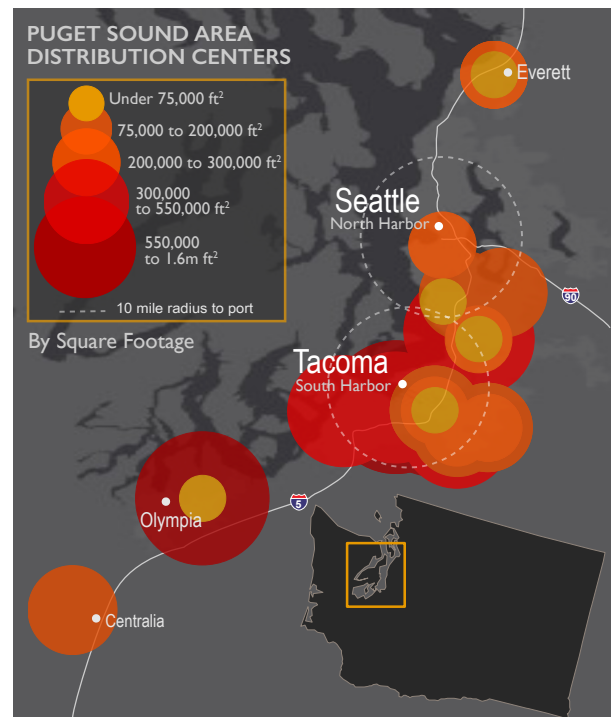 PUGET SOUND AREA
DISTRIBUTION CENTERS
Under 75,000 ft²
75,000 to 200,000 ft²
200,000 to 300,000 ft²
300,000
to 550,000 ft²
550,000
to 1.6m ft²
10 mile radius to port
By Square Footage
Everett
Seattle
North Harbor
90
Tacoma
South Harbor
5
Olympia
Centralia